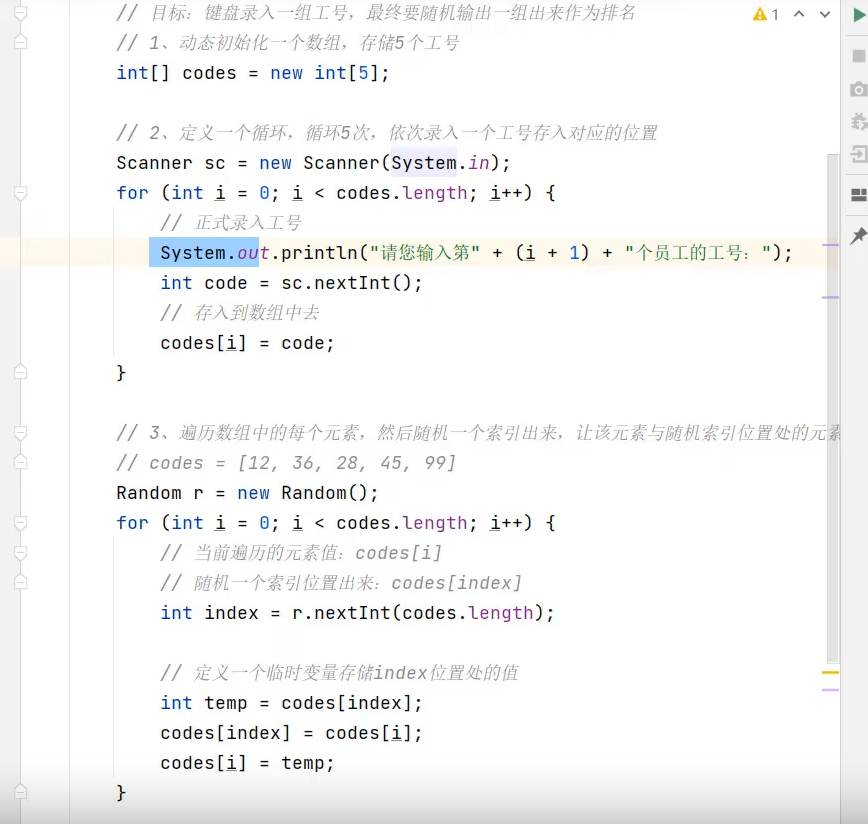 // 目标：键盘录入一组工号，最终要随机输出一组出来作为排名
1
// 1、动态初始化一个数组，存储5个工号
int[] codes = new int[5];
// 2、定义一个循环，循环5次，依次录入一个工号存入对应的位置
Scanner sc = new Scanner(System.in);
for (int i = 0; i < codes.length; i++) {
// 正式录入工号
System.out.println("请您输入第" + (i + 1) + "个员工的工号：");
int code = sc.nextInt();
// 存入到数组中去
codes[i] = code;
}
// 3、遍历数组中的每个元素，然后随机一个索引出来，让该元素与随机索引位置处的元素
// codes = [12, 36, 28, 45, 99]
Random r = new Random();
for (int i = 0; i < codes.length; i++) {
// 当前遍历的元素值：codes[i]
// 随机一个索引位置出来：codes[index]
int index = r.nextInt(codes.length);
// 定义一个临时变量存储index位置处的值
int temp = codes[index];
codes[index] = codes[i];
codes[i] = temp;
}